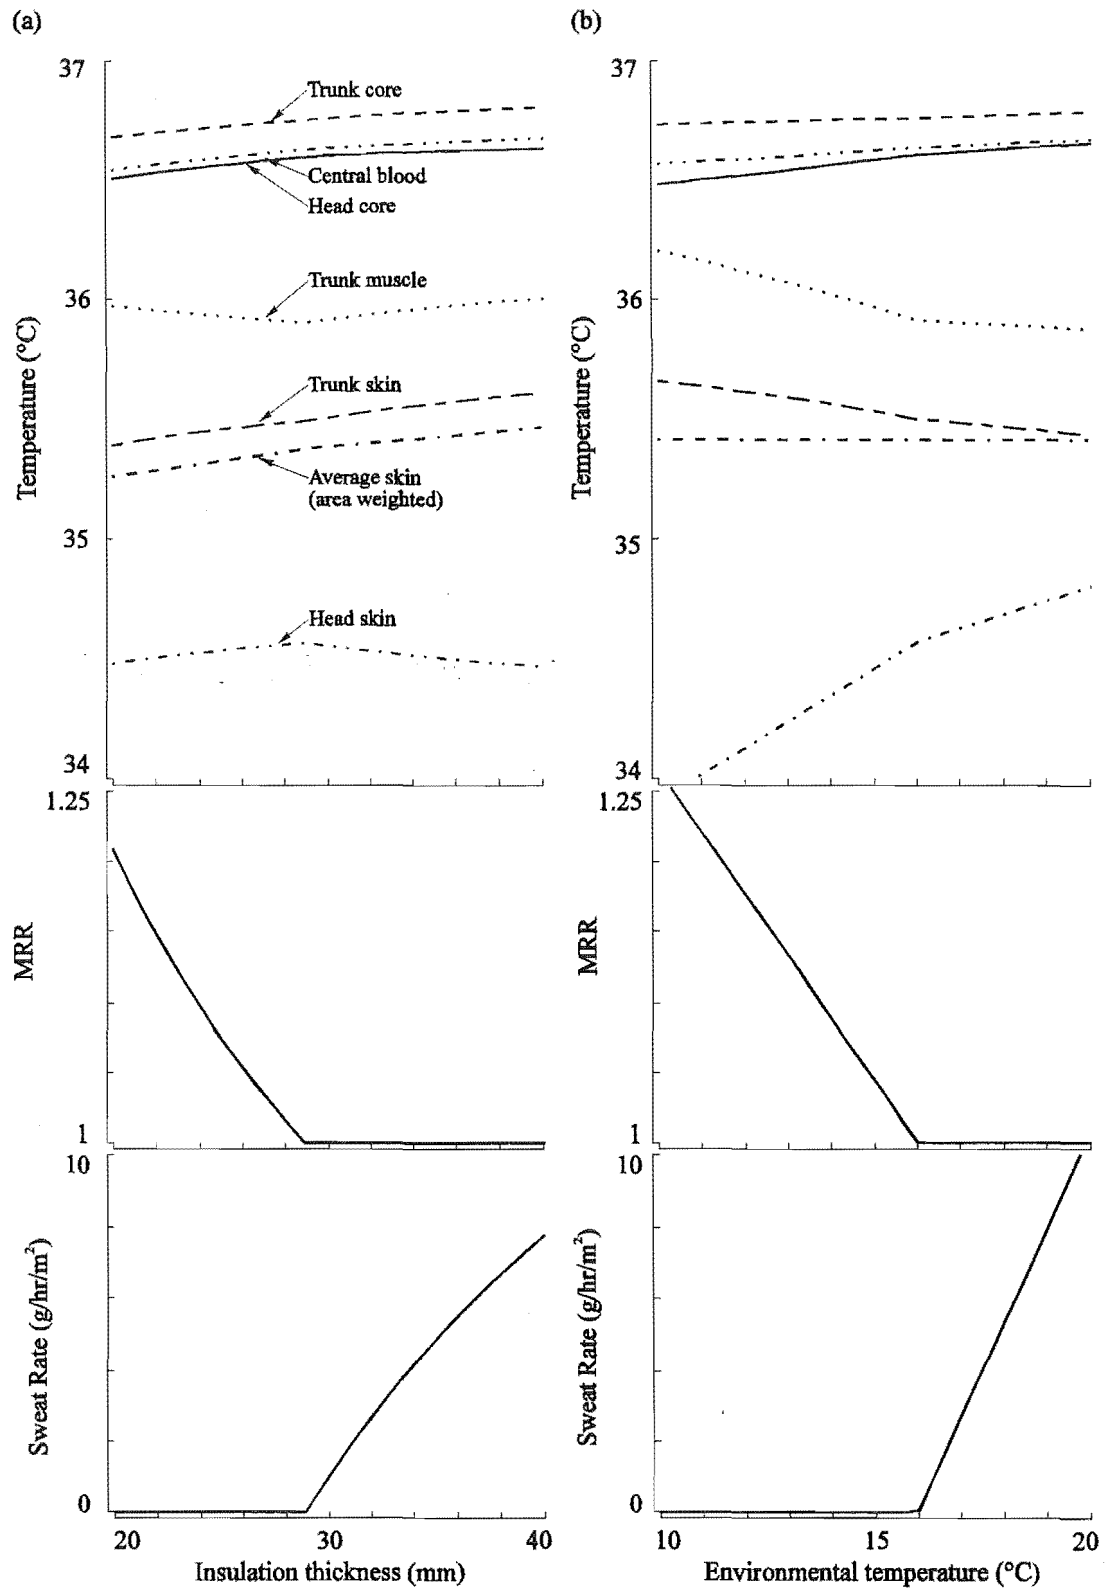 (a)
37
Trunk core
Central blood
Head core
Trunk muscle
36
Trunk skin
Average skin
(area weighted)
35
Head skin
34
Temperature (°C)
1.25
MRR
1
10
Sweat Rate (g/hr/m²)
0
20
30
40
Insulation thickness (mm)
(b)
37
36
35
34
Temperature (°C)
1.25
MRR
1
10
Sweat Rate (g/hr/m²)
0
10
15
20
Environmental temperature (°C)